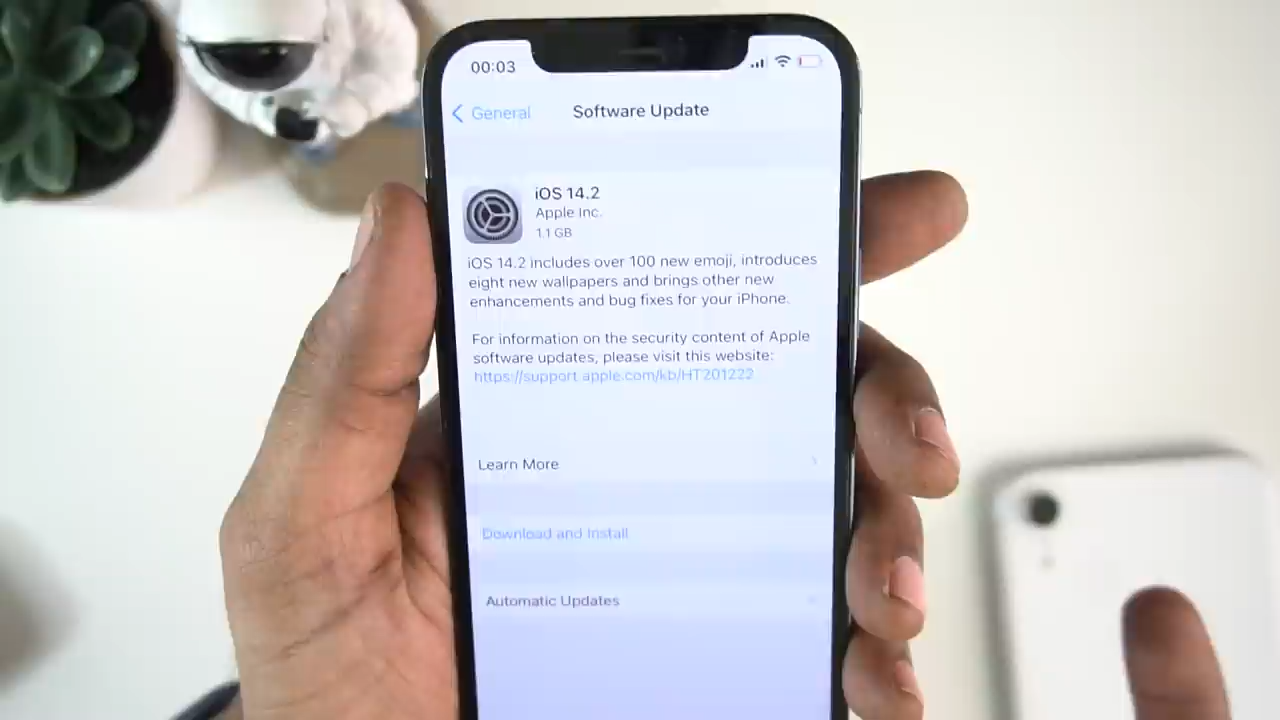 00:03
General
Software Update
iOS 14.2
Apple Inc.
1.1 GB
iOS 14.2 includes over 100 new emoji, introduces
eight new wallpapers and brings other new
enhancements and bug fixes for your iPhone.
For information on the security content of Apple
software updates, please visit this website:
https://support.apple.com/kb/HT201222
Learn More
Download and Install
Automatic Updates